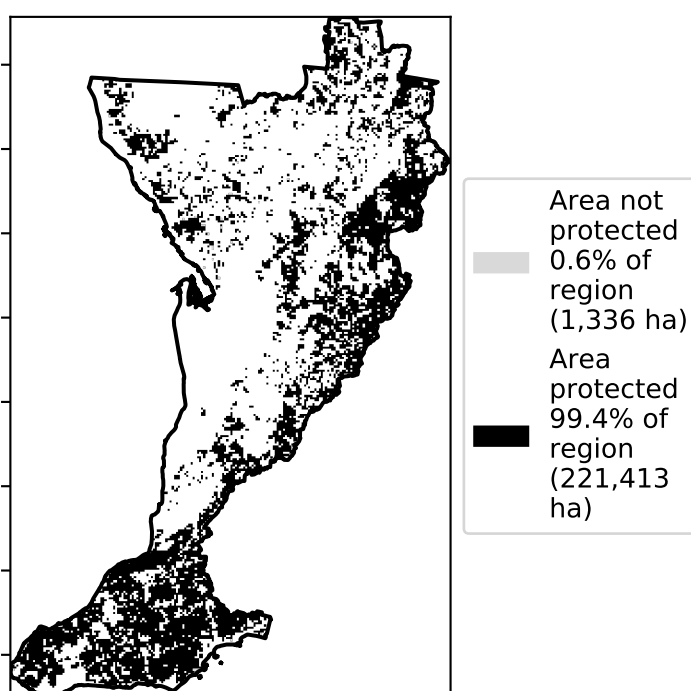 Area not
protected
0.6% of
region
(1,336 ha)
Area
protected
99.4% of
region
(221,413
ha)